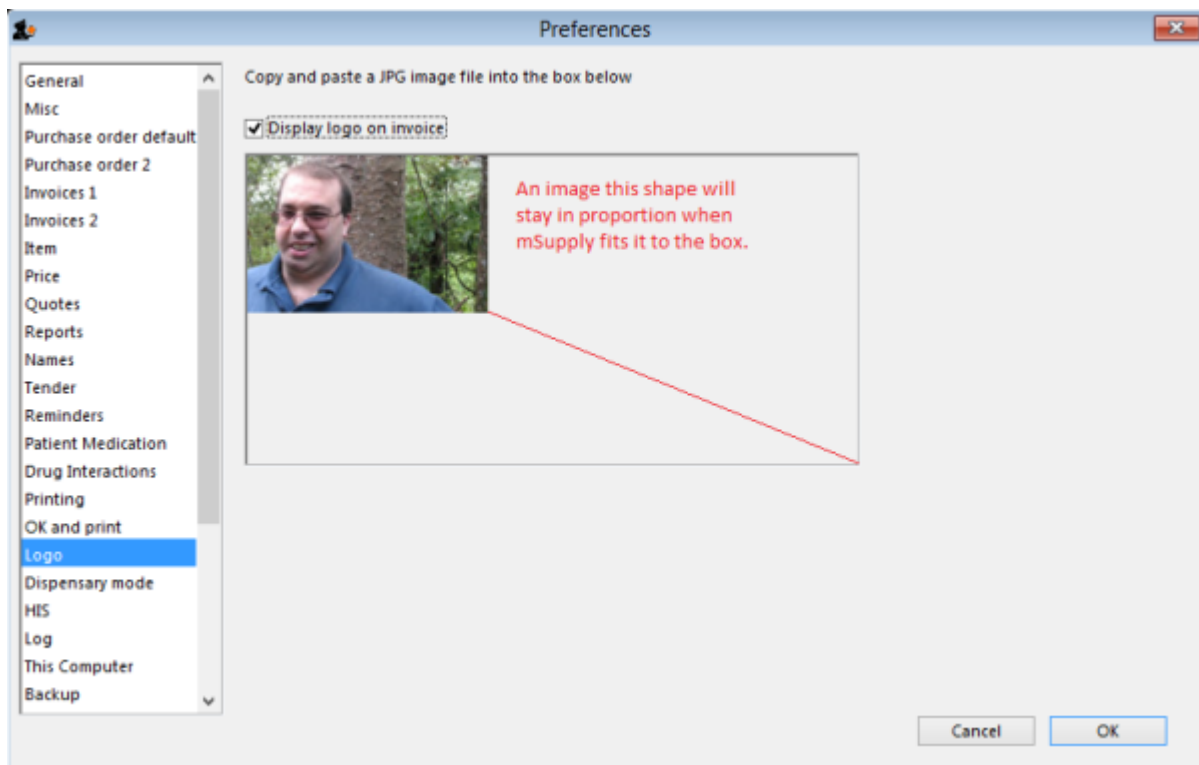 Preferences
General
Misc
Purchase order default
Purchase order 2
Invoices 1
Invoices 2
Item
Price
Quotes
Reports
Names
Tender
Reminders
Patient Medication
Drug Interactions
Printing
OK and print
Logo
Dispensary mode
HIS
Log
This Computer
Backup
Copy and paste a JPG image file into the box below
Display logo on invoice
An image this shape will
stay in proportion when
mSupply fits it to the box.
Cancel
OK